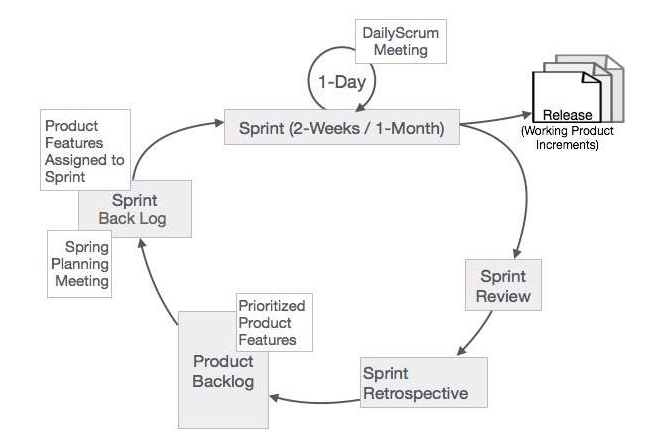 DailyScrum
Meeting
1-Day
Sprint (2-Weeks / 1-Month)
Release
(Working Product
Increments)
Product
Features
Assigned to
Sprint
Sprint
Back Log
Spring
Planning
Meeting
Sprint
Review
Prioritized
Product
Features
Product
Backlog
Sprint
Retrospective